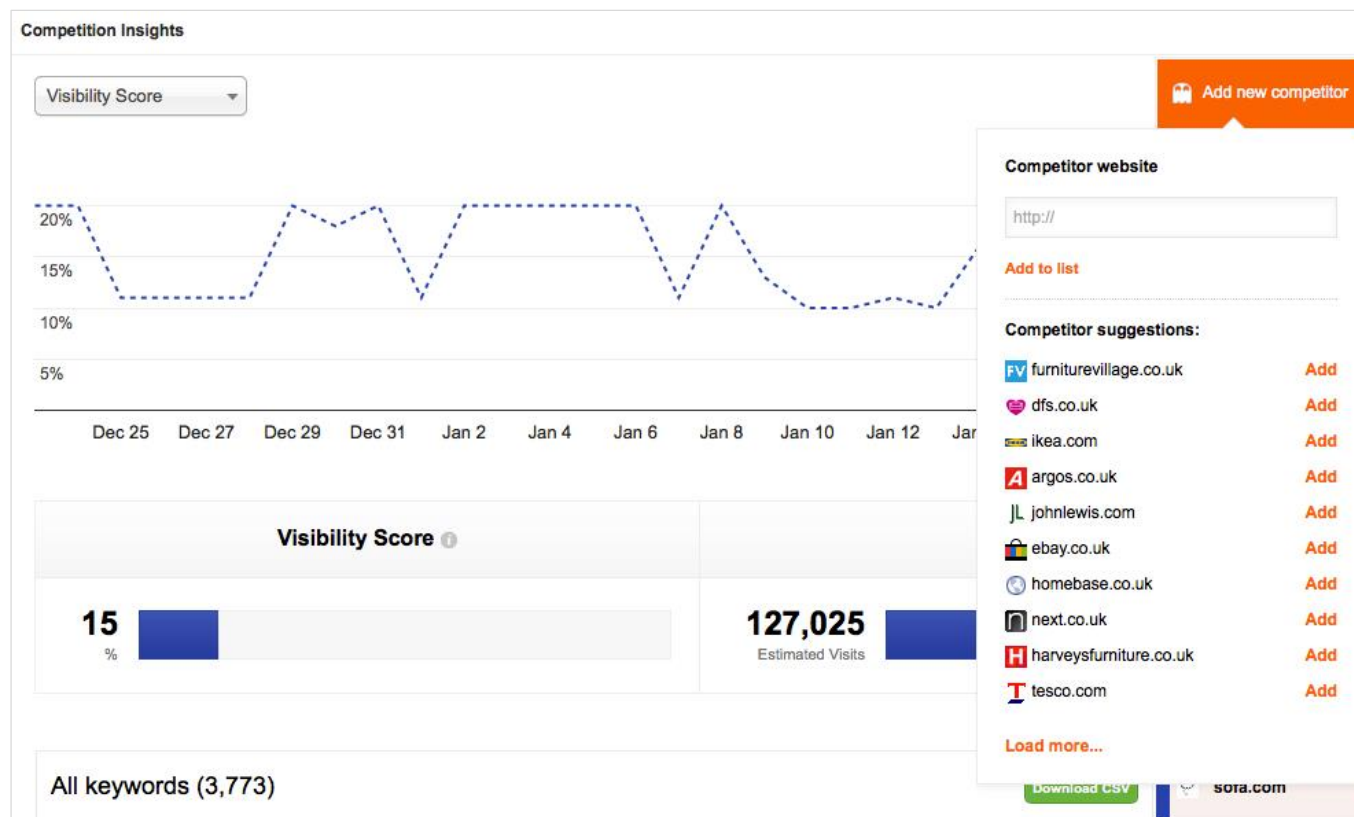 Competition Insights
Visibility Score
Add new competitor
Competitor website
http://
Add to list
Competitor suggestions:
FV furniturevillage.co.uk Add
dfs.co.uk Add
ikea.com Add
A argos.co.uk Add
JL johnlewis.com Add
ebay.co.uk Add
homebase.co.uk Add
n next.co.uk Add
H harveysfurniture.co.uk Add
T tesco.com Add
Load more...
20%
15%
10%
5%
Dec 25 Dec 27 Dec 29 Dec 31 Jan 2 Jan 4 Jan 6 Jan 8 Jan 10 Jan 12 Jan
Visibility Score
15
%
127,025
Estimated Visits
All keywords (3,773)
Download CSV
sofa.com